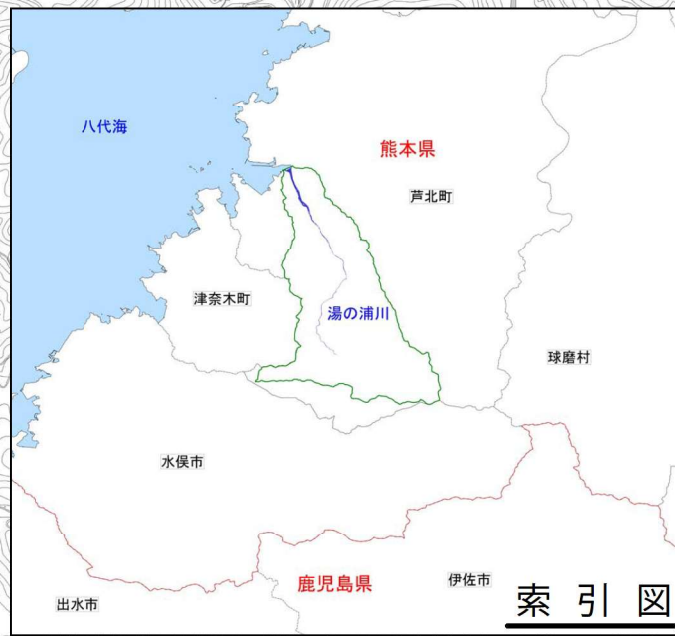 八代海
熊本県
芦北町
津奈木町
湯の浦川
球磨村
水俣市
鹿児島県
伊佐市
出水市
索引図